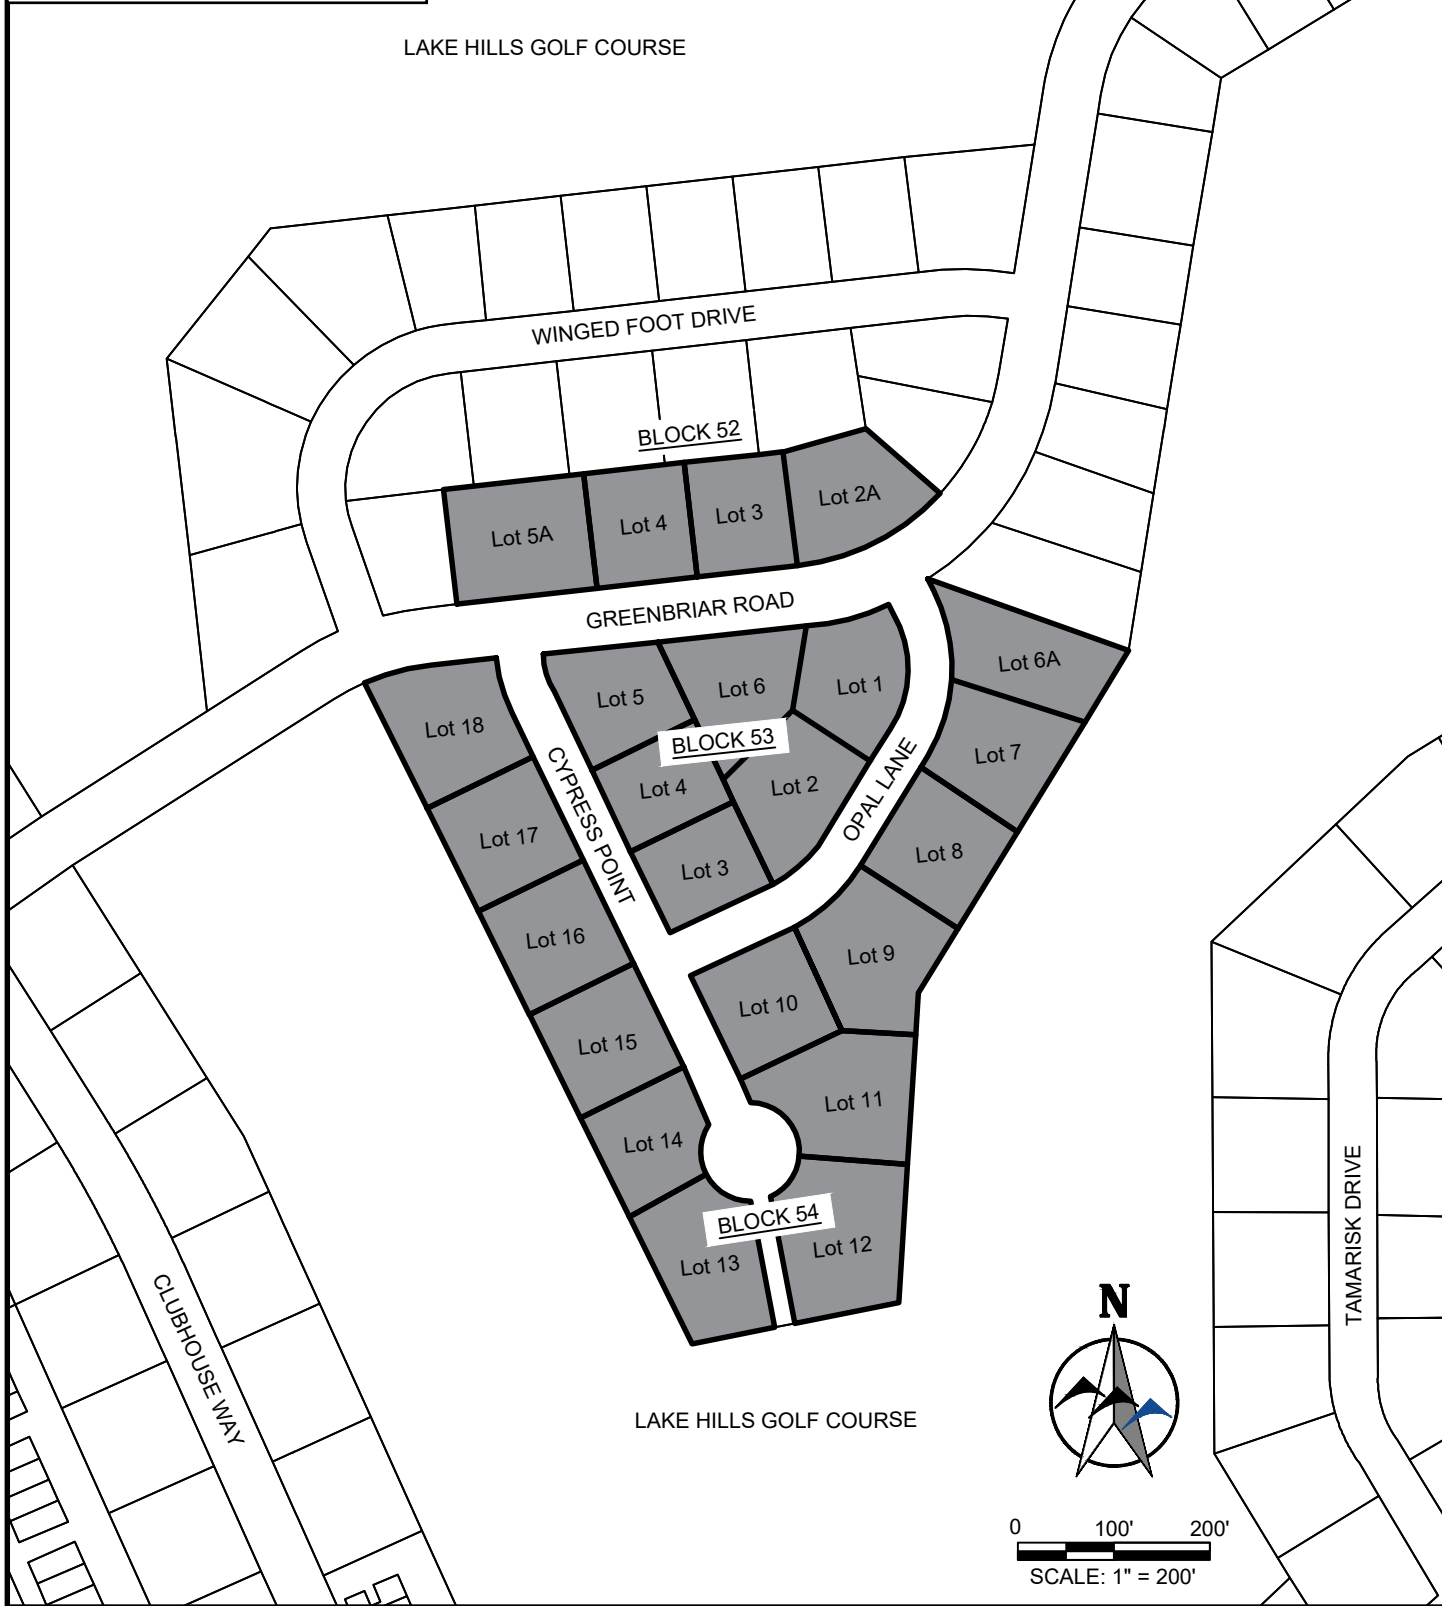 LAKE HILLS GOLF COURSE
WINGED FOOT DRIVE
BLOCK 52
Lot 5A
Lot 4
Lot 3
Lot 2A
GREENBRIAR ROAD
Lot 18
Lot 5
Lot 6
Lot 1
Lot 6A
BLOCK 53
Lot 17
CYPRESS POINT
Lot 4
Lot 2
OPAL LANE
Lot 7
Lot 3
Lot 8
Lot 16
Lot 9
Lot 10
Lot 15
Lot 11
Lot 14
BLOCK 54
Lot 13
Lot 12
CLUBHOUSE WAY
TAMARISK DRIVE
LAKE HILLS GOLF COURSE
N
0 100' 200'
SCALE: 1" = 200'